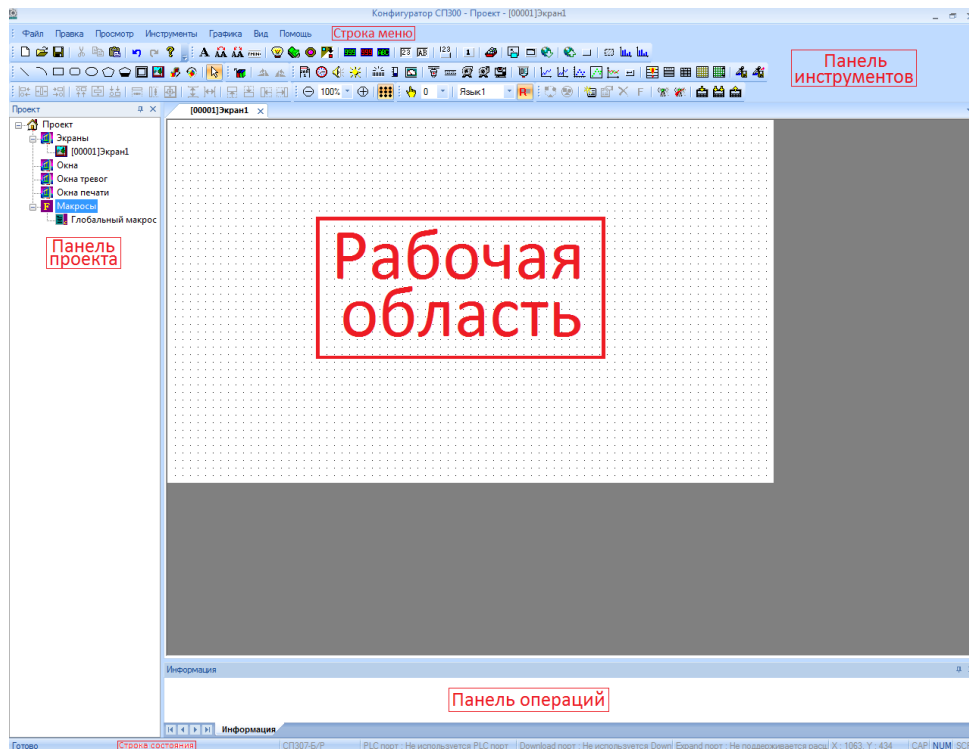 Конфигуратор СП300 - Проект - [00001]Экран1
Файл Правка Просмотр Инструменты Графика Вид Помощь
Строка меню
Панель
инструментов
100% 0 Язык1
Проект
[00001]Экран1
Проект
Экраны
[00001]Экран1
Окна
Окна тревог
Окна печати
Макросы
Глобальный макрос
Панель
проекта
Рабочая
область
Информация
Панель операций
Информация
Готово
Строка состояния
СП307-Б/Р
PLC порт : Не используется PLC порт
Download порт : Не используется Down
Expand порт : Не поддерживается расш
X : 1063, Y : 434
CAP NUM